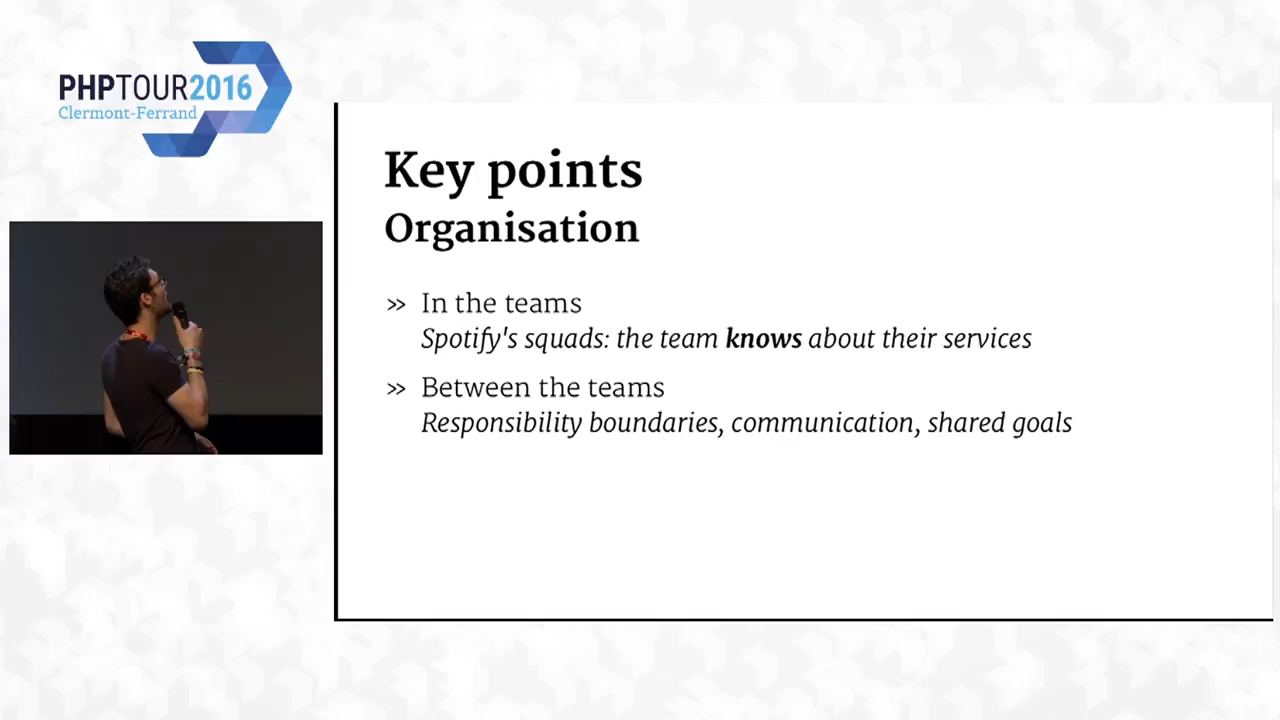 PHPTOUR2016
Clermont-Ferrand
Key points
Organisation
» In the teams
Spotify's squads: the team knows about their services
» Between the teams
Responsibility boundaries, communication, shared goals